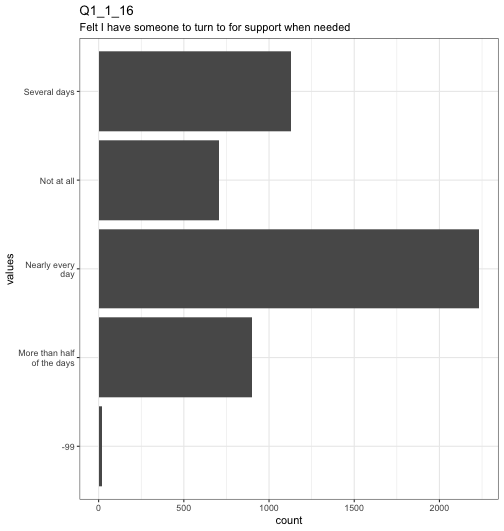 Q1_1_16
Felt I have someone to turn to for support when needed
values
Several days
Not at all
Nearly every
day
More than half
of the days
-99
0
500
1000
1500
2000
count